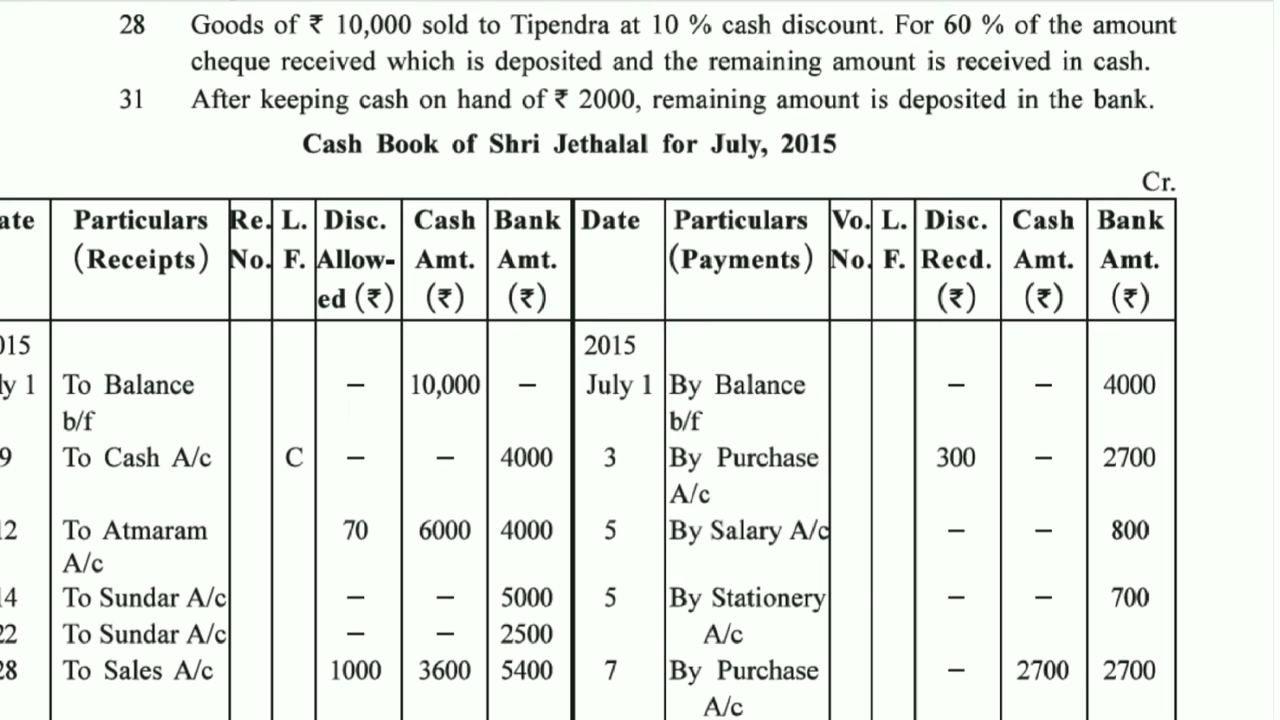 28 Goods of ₹ 10,000 sold to Tipendra at 10 % cash discount. For 60 % of the amount
cheque received which is deposited and the remaining amount is received in cash.
31 After keeping cash on hand of ₹ 2000, remaining amount is deposited in the bank.
Cash Book of Shri Jethalal for July, 2015
Cr.
ate Particulars Re. L. Disc. Cash Bank Date Particulars Vo. L. Disc. Cash Bank
(Receipts) No. F. Allow- Amt. Amt. (Payments) No. F. Recd. Amt. Amt.
ed (₹) (₹) (₹) (₹) (₹) (₹)
015 2015
ly 1 To Balance – 10,000 – July 1 By Balance – – 4000
b/f b/f
9 To Cash A/c C – – 4000 3 By Purchase 300 – 2700
A/c
12 To Atmaram 70 6000 4000 5 By Salary A/c – – 800
A/c
14 To Sundar A/c – – 5000 5 By Stationery – – 700
22 To Sundar A/c – – 2500 A/c
28 To Sales A/c 1000 3600 5400 7 By Purchase – 2700 2700
A/c